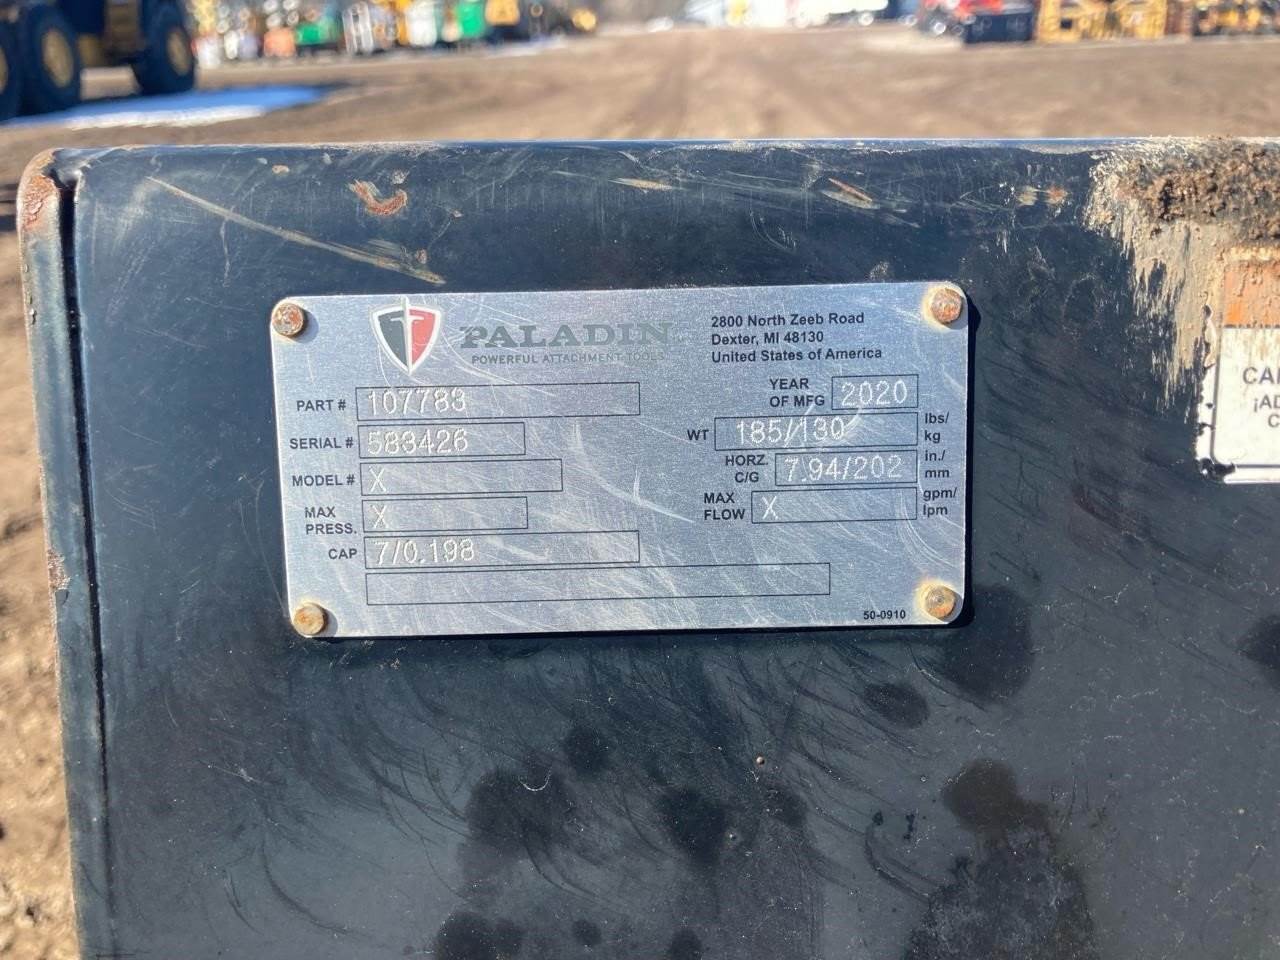 PALADIN
POWERFUL ATTACHMENT TOOLS
2800 North Zeeb Road
Dexter, MI 48130
United States of America
PART # 107783
SERIAL # 583426
MODEL # X
MAX PRESS. X
CAP 7/0.198
YEAR OF MFG 2020
WT 185/130 lbs/ kg
HORZ. C/G 7.94/202 in./ mm
MAX FLOW X gpm/ lpm
50-0910